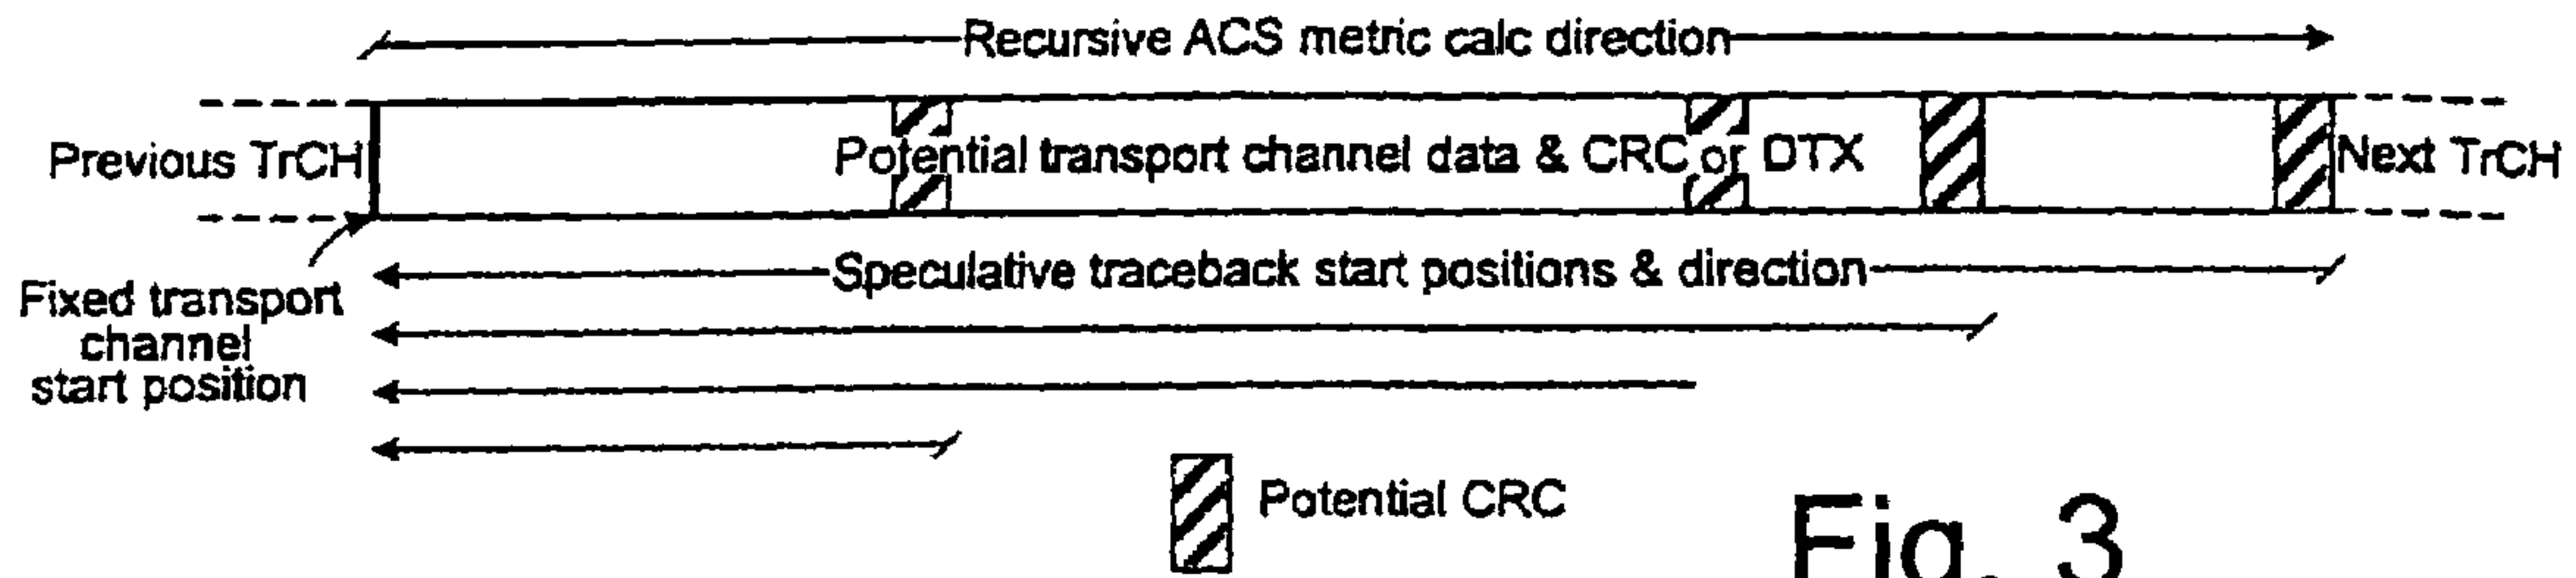 Recursive ACS metric calc direction
Previous TrCH
Potential transport channel data & CRC or DTX
Next TrCH
Speculative traceback start positions & direction
Fixed transport
channel
start position
Potential CRC
Fig. 3